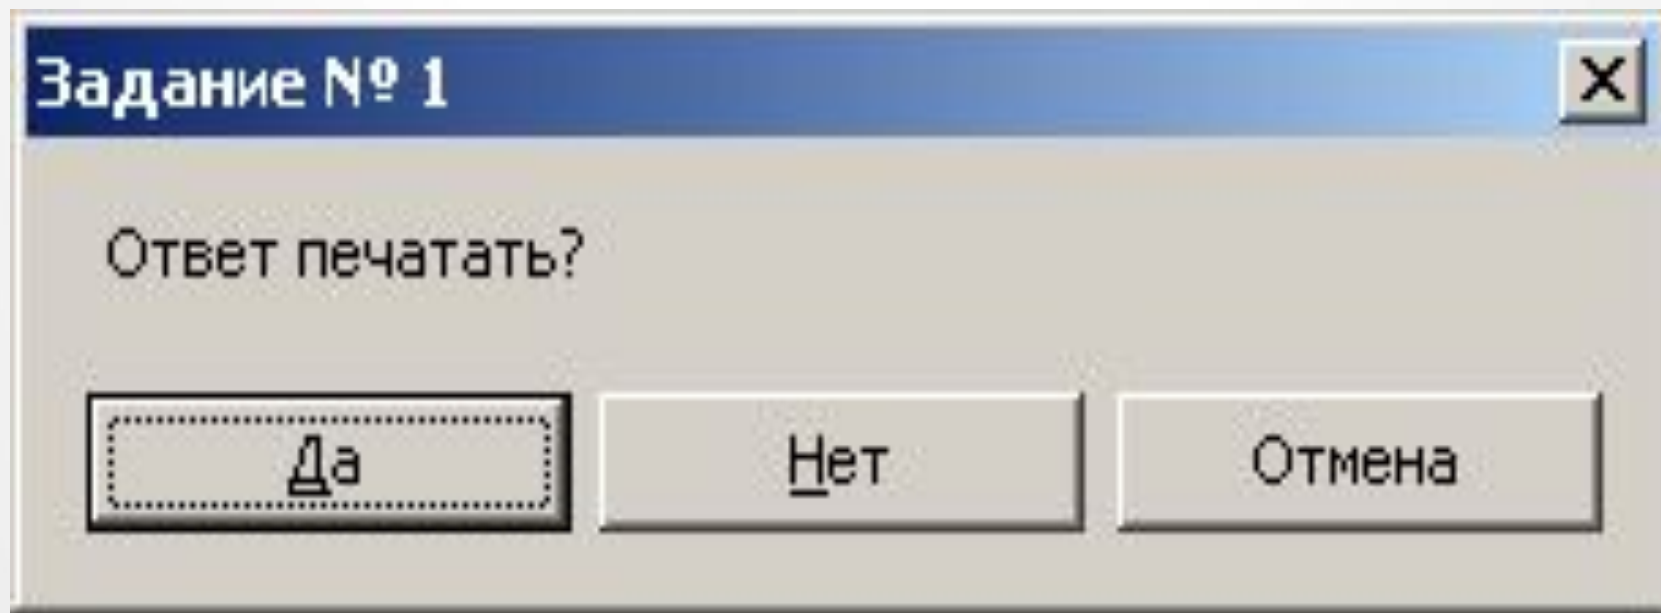 Задание № 1
Ответ печатать?
Да
Нет
Отмена